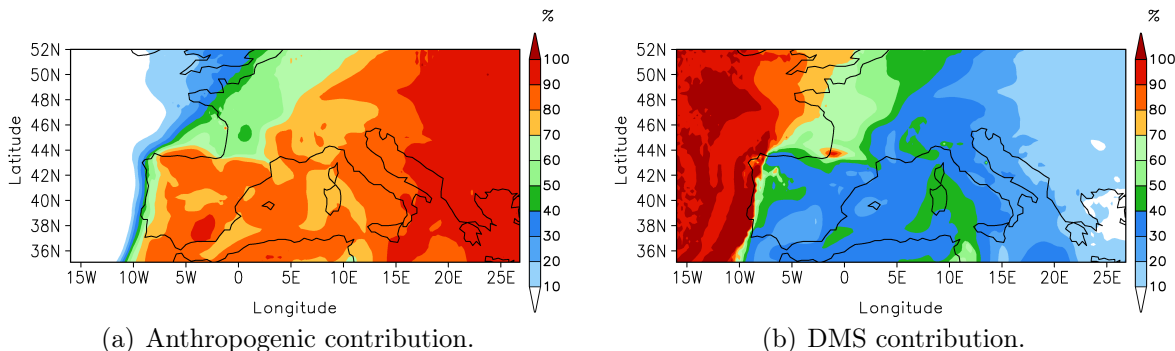 %
52N
50N
48N
46N
44N
42N
40N
38N
36N
Latitude
15W
10W
5W
0
5E
10E
15E
20E
25E
Longitude
100
90
80
70
60
50
40
30
20
10
(a) Anthropogenic contribution.
%
52N
50N
48N
46N
44N
42N
40N
38N
36N
Latitude
15W
10W
5W
0
5E
10E
15E
20E
25E
Longitude
100
90
80
70
60
50
40
30
20
10
(b) DMS contribution.